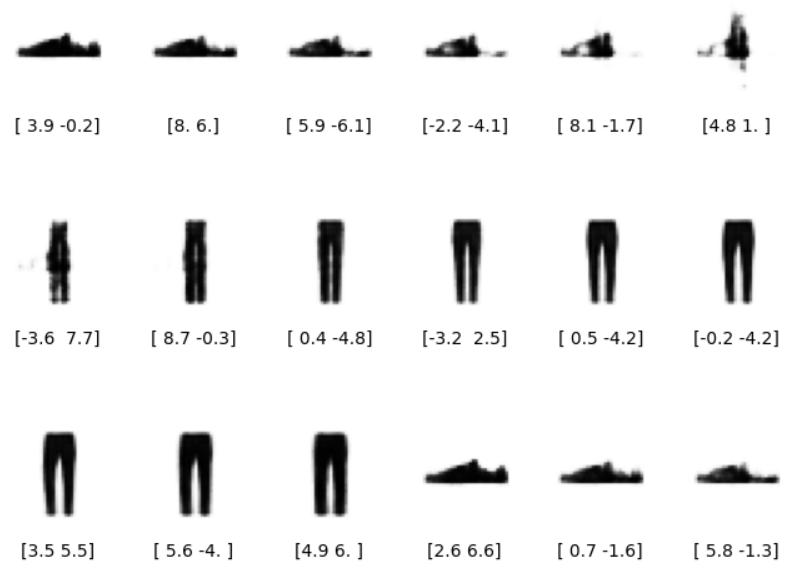 [ 3.9 -0.2] [8. 6.] [ 5.9 -6.1] [-2.2 -4.1] [ 8.1 -1.7] [4.8 1. ]
[-3.6  7.7] [ 8.7 -0.3] [ 0.4 -4.8] [-3.2  2.5] [ 0.5 -4.2] [-0.2 -4.2]
[3.5 5.5] [ 5.6 -4. ] [4.9 6. ] [2.6 6.6] [ 0.7 -1.6] [ 5.8 -1.3]